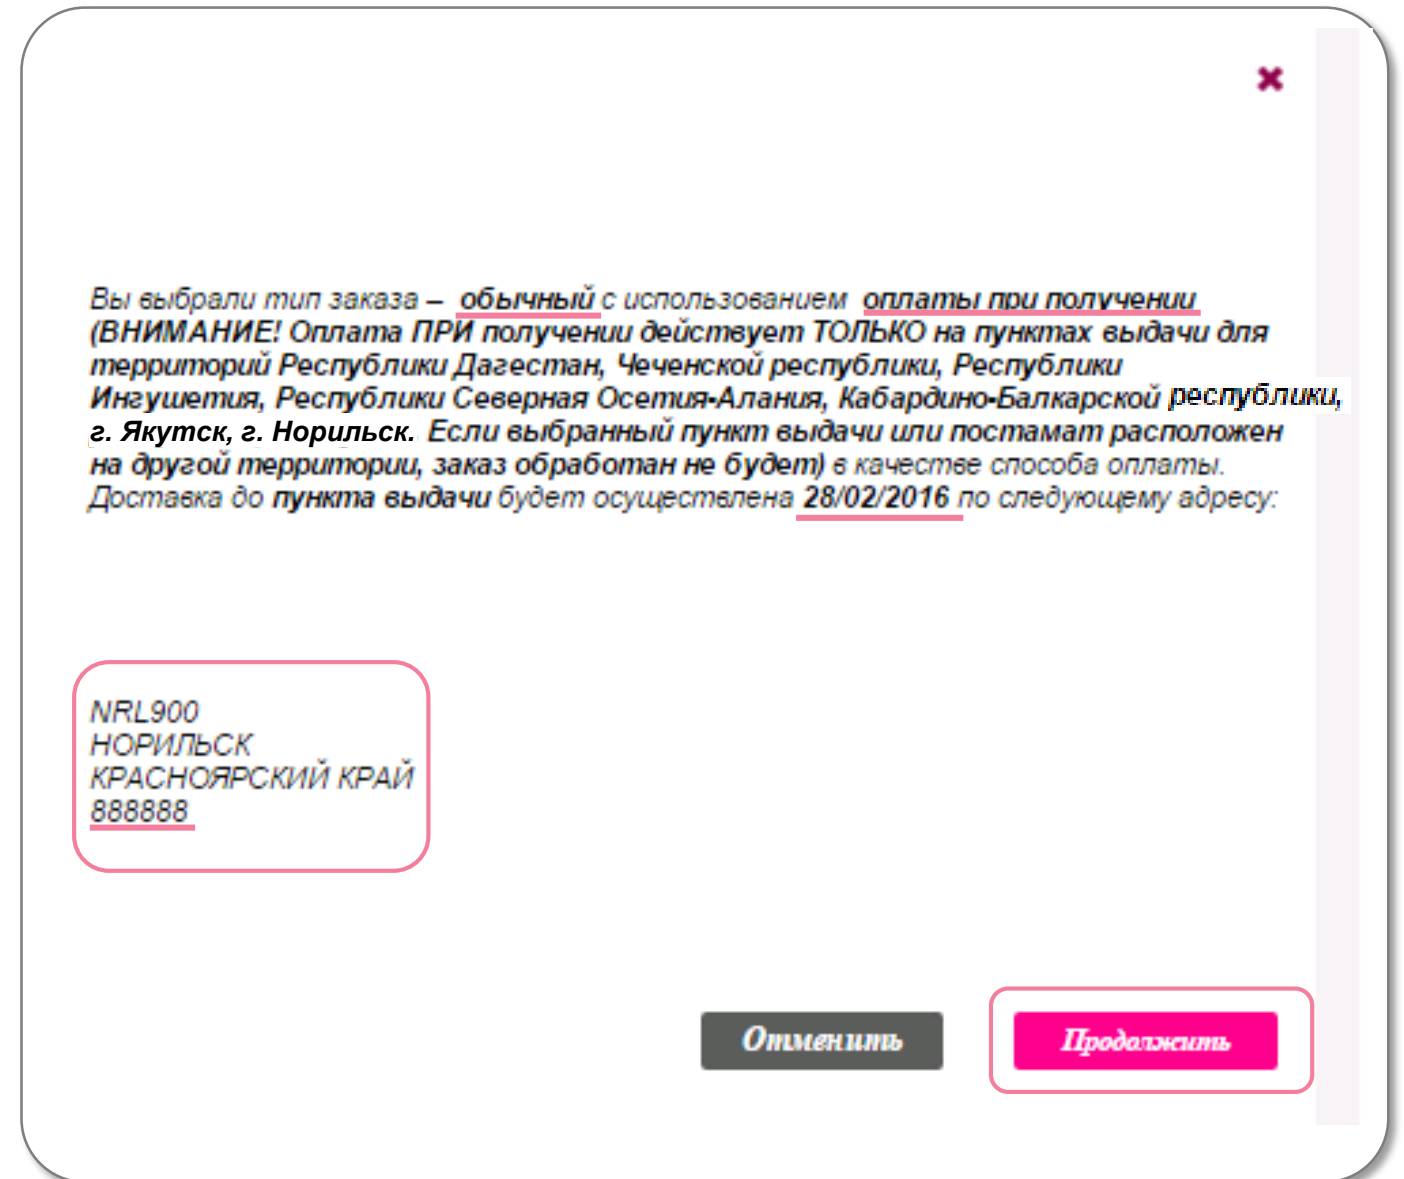 Вы выбрали тип заказа – обычный с использованием оплаты при получении
(ВНИМАНИЕ! Оплата ПРИ получении действует ТОЛЬКО на пунктах выдачи для
территорий Республики Дагестан, Чеченской республики, Республики
Ингушетия, Республики Северная Осетия-Алания, Кабардино-Балкарской республики,
г. Якутск, г. Норильск. Если выбранный пункт выдачи или постамат расположен
на другой территории, заказ обработан не будет) в качестве способа оплаты.
Доставка до пункта выдачи будет осуществлена 28/02/2016 по следующему адресу:
NRL900
НОРИЛЬСК
КРАСНОЯРСКИЙ КРАЙ
888888
Отменить Продолжить